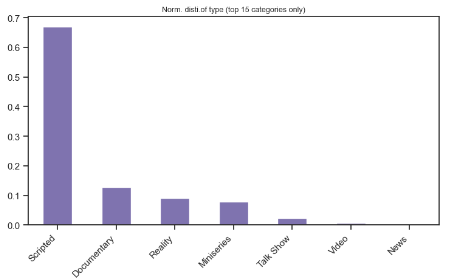 Norm. disti.of type (top 15 categories only)
0.7
0.6
0.5
0.4
0.3
0.2
0.1
0.0
Scripted
Documentary
Reality
Miniseries
Talk Show
Video
News